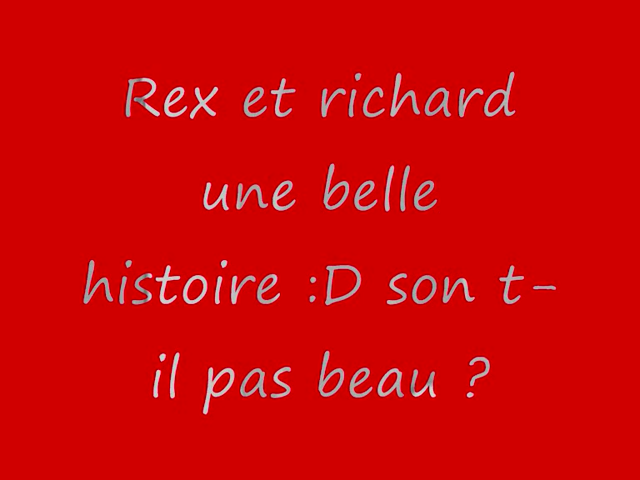 Rex et richard
une belle
histoire :D son t-
il pas beau ?